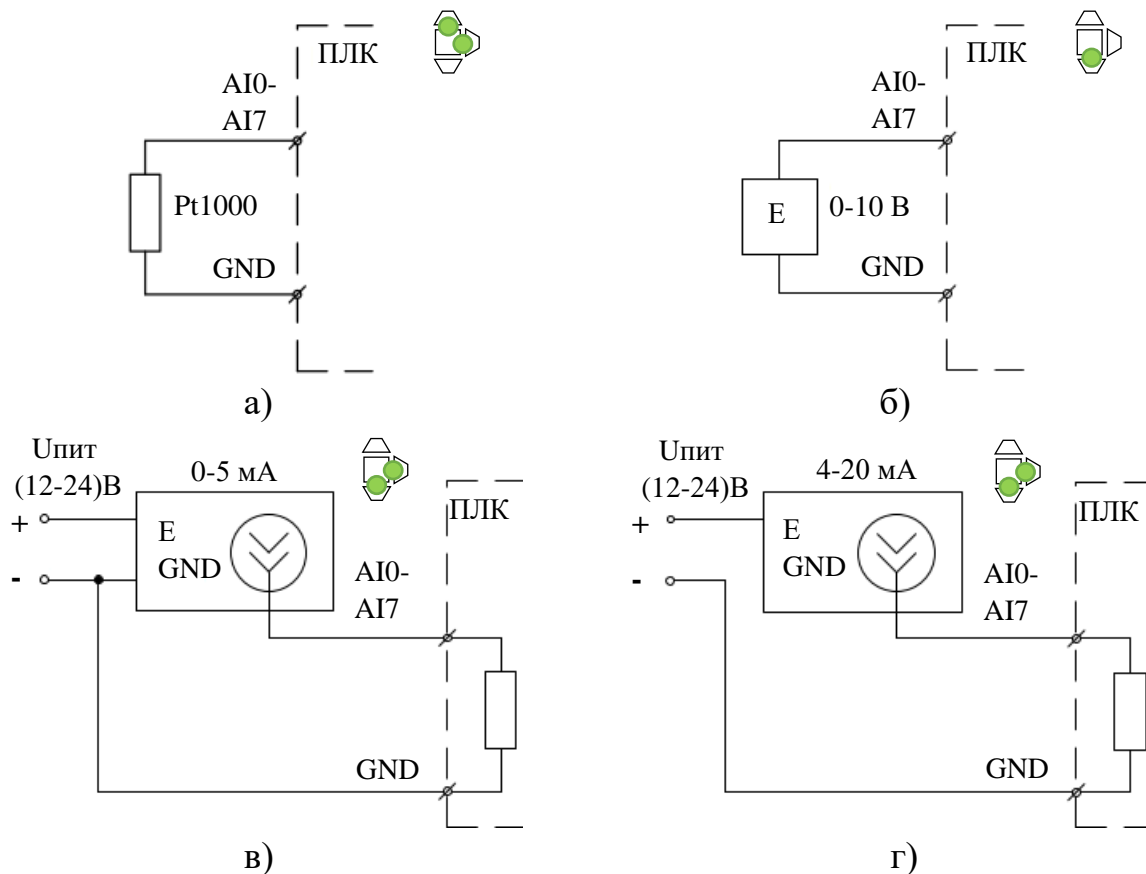 ПЛК
AI0-
AI7
Pt1000
GND
а)
ПЛК
AI0-
AI7
E
0-10 В
GND
б)
Uпит
(12-24)В
0-5 мА
ПЛК
+
E
-
GND
AI0-
AI7
GND
в)
Uпит
(12-24)В
4-20 мА
ПЛК
+
E
-
GND
AI0-
AI7
GND
г)